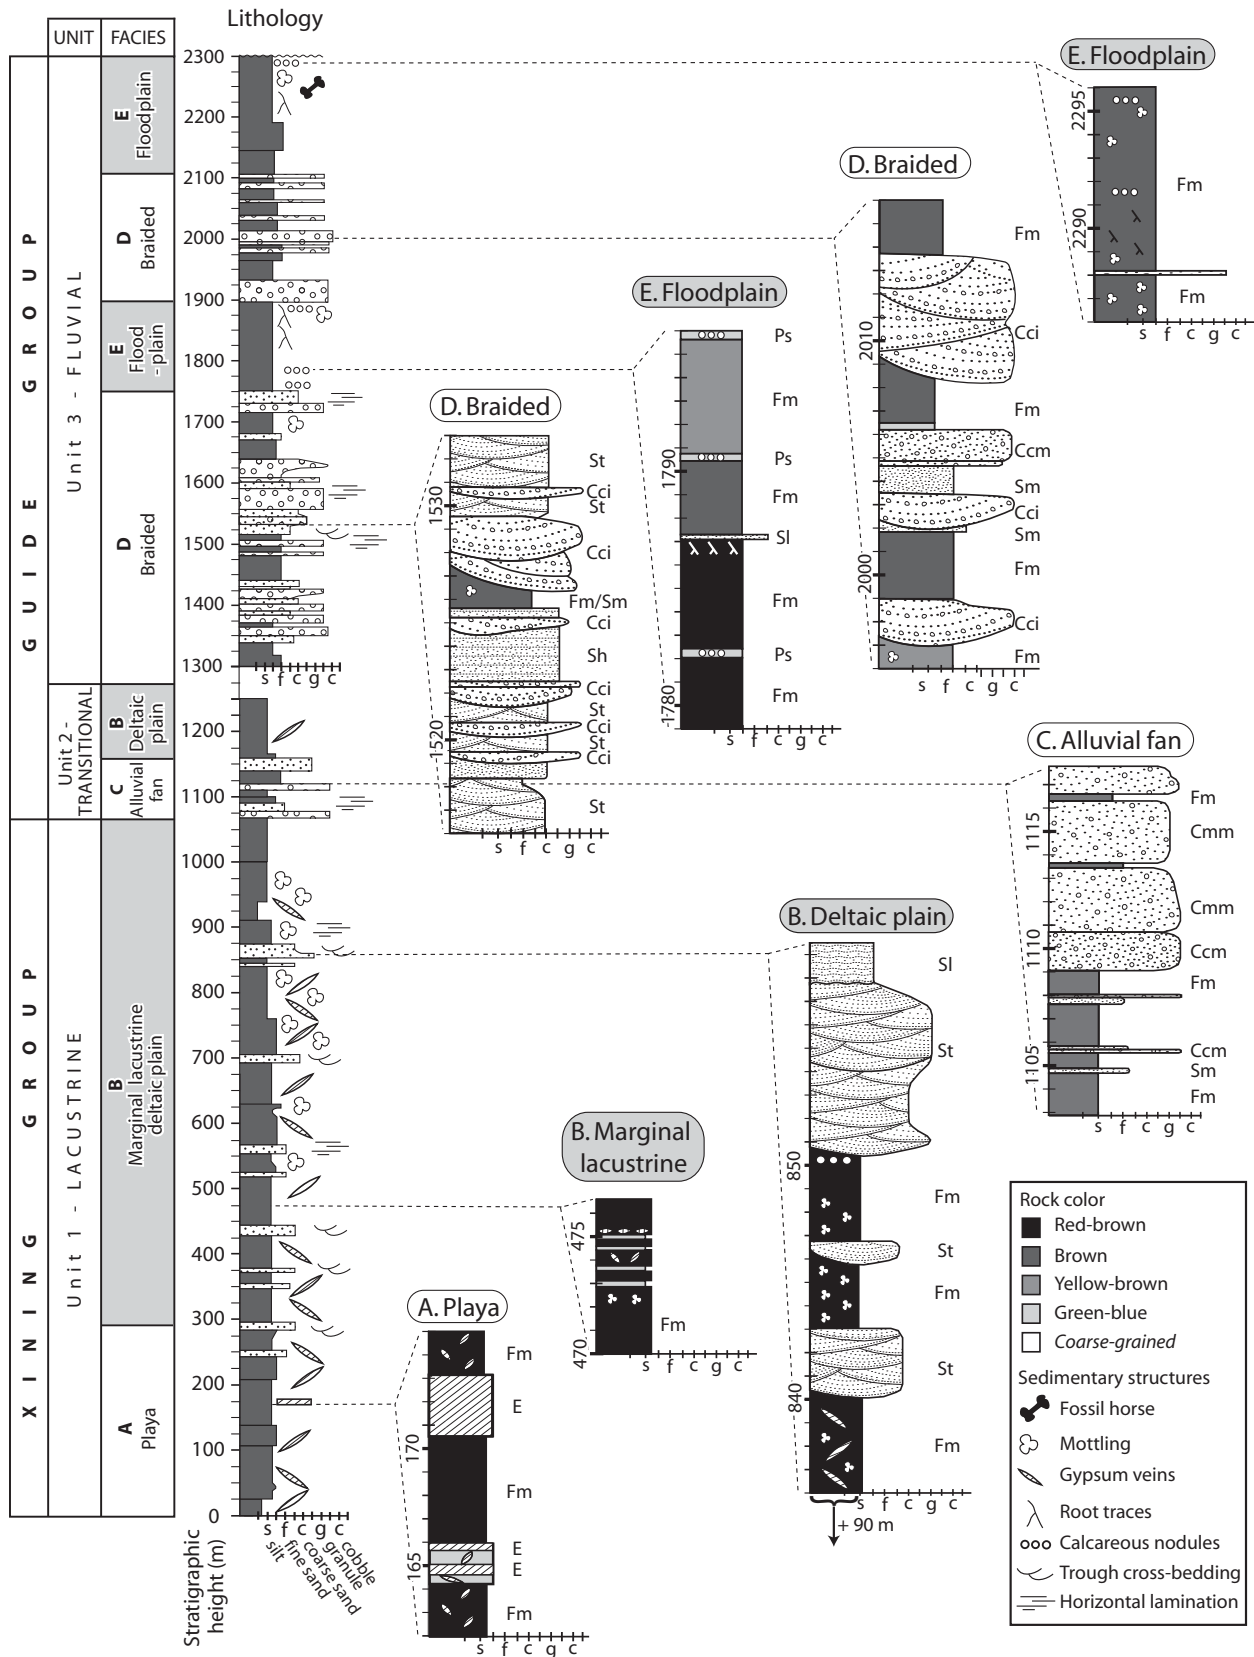 Lithology
UNIT FACIES
GUIDE GROUP
XINING GROUP
Unit 3 - FLUVIAL
Unit 2 -
TRANSITIONAL
Unit 1 - LACUSTRINE
E
Floodplain
D
Braided
E
Flood
-plain
D
Braided
B
Deltaic
plain
C
Alluvial
fan
B
Marginal lacustrine
deltaic plain
A
Playa
2300
2200
2100
2000
1900
1800
1700
1600
1500
1400
1300
s f c g c
1200
1100
1000
900
800
700
600
500
400
300
200
100
0
s f c g c
silt
fine sand
coarse sand
granule
cobble
Stratigraphic
height (m)
E. Floodplain
2295
2290
Fm
Fm
s f c g c
D. Braided
2010
2000
Fm
Cci
Fm
Ccm
Sm
Cci
Sm
Fm
Cci
Fm
s f c g c
E. Floodplain
1790
1780
Ps
Fm
Ps
Fm
Sl
Fm
Ps
Fm
s f c g c
D. Braided
1530
1520
St
Cci
St
Cci
Fm/Sm
Cci
Sh
Cci
St
Cci
St
Cci
St
s f c g c
C. Alluvial fan
1115
1110
1105
Fm
Cmm
Cmm
Ccm
Fm
Ccm
Sm
Fm
s f c g c
B. Deltaic plain
850
840
Sl
St
Fm
St
Fm
St
Fm
s f c g c
+ 90 m
B. Marginal
lacustrine
475
470
Fm
s f c g c
A. Playa
170
165
Fm
E
Fm
E
E
Fm
s f c g c
Rock color
Red-brown
Brown
Yellow-brown
Green-blue
Coarse-grained
Sedimentary structures
Fossil horse
Mottling
Gypsum veins
Root traces
Calcareous nodules
Trough cross-bedding
Horizontal lamination